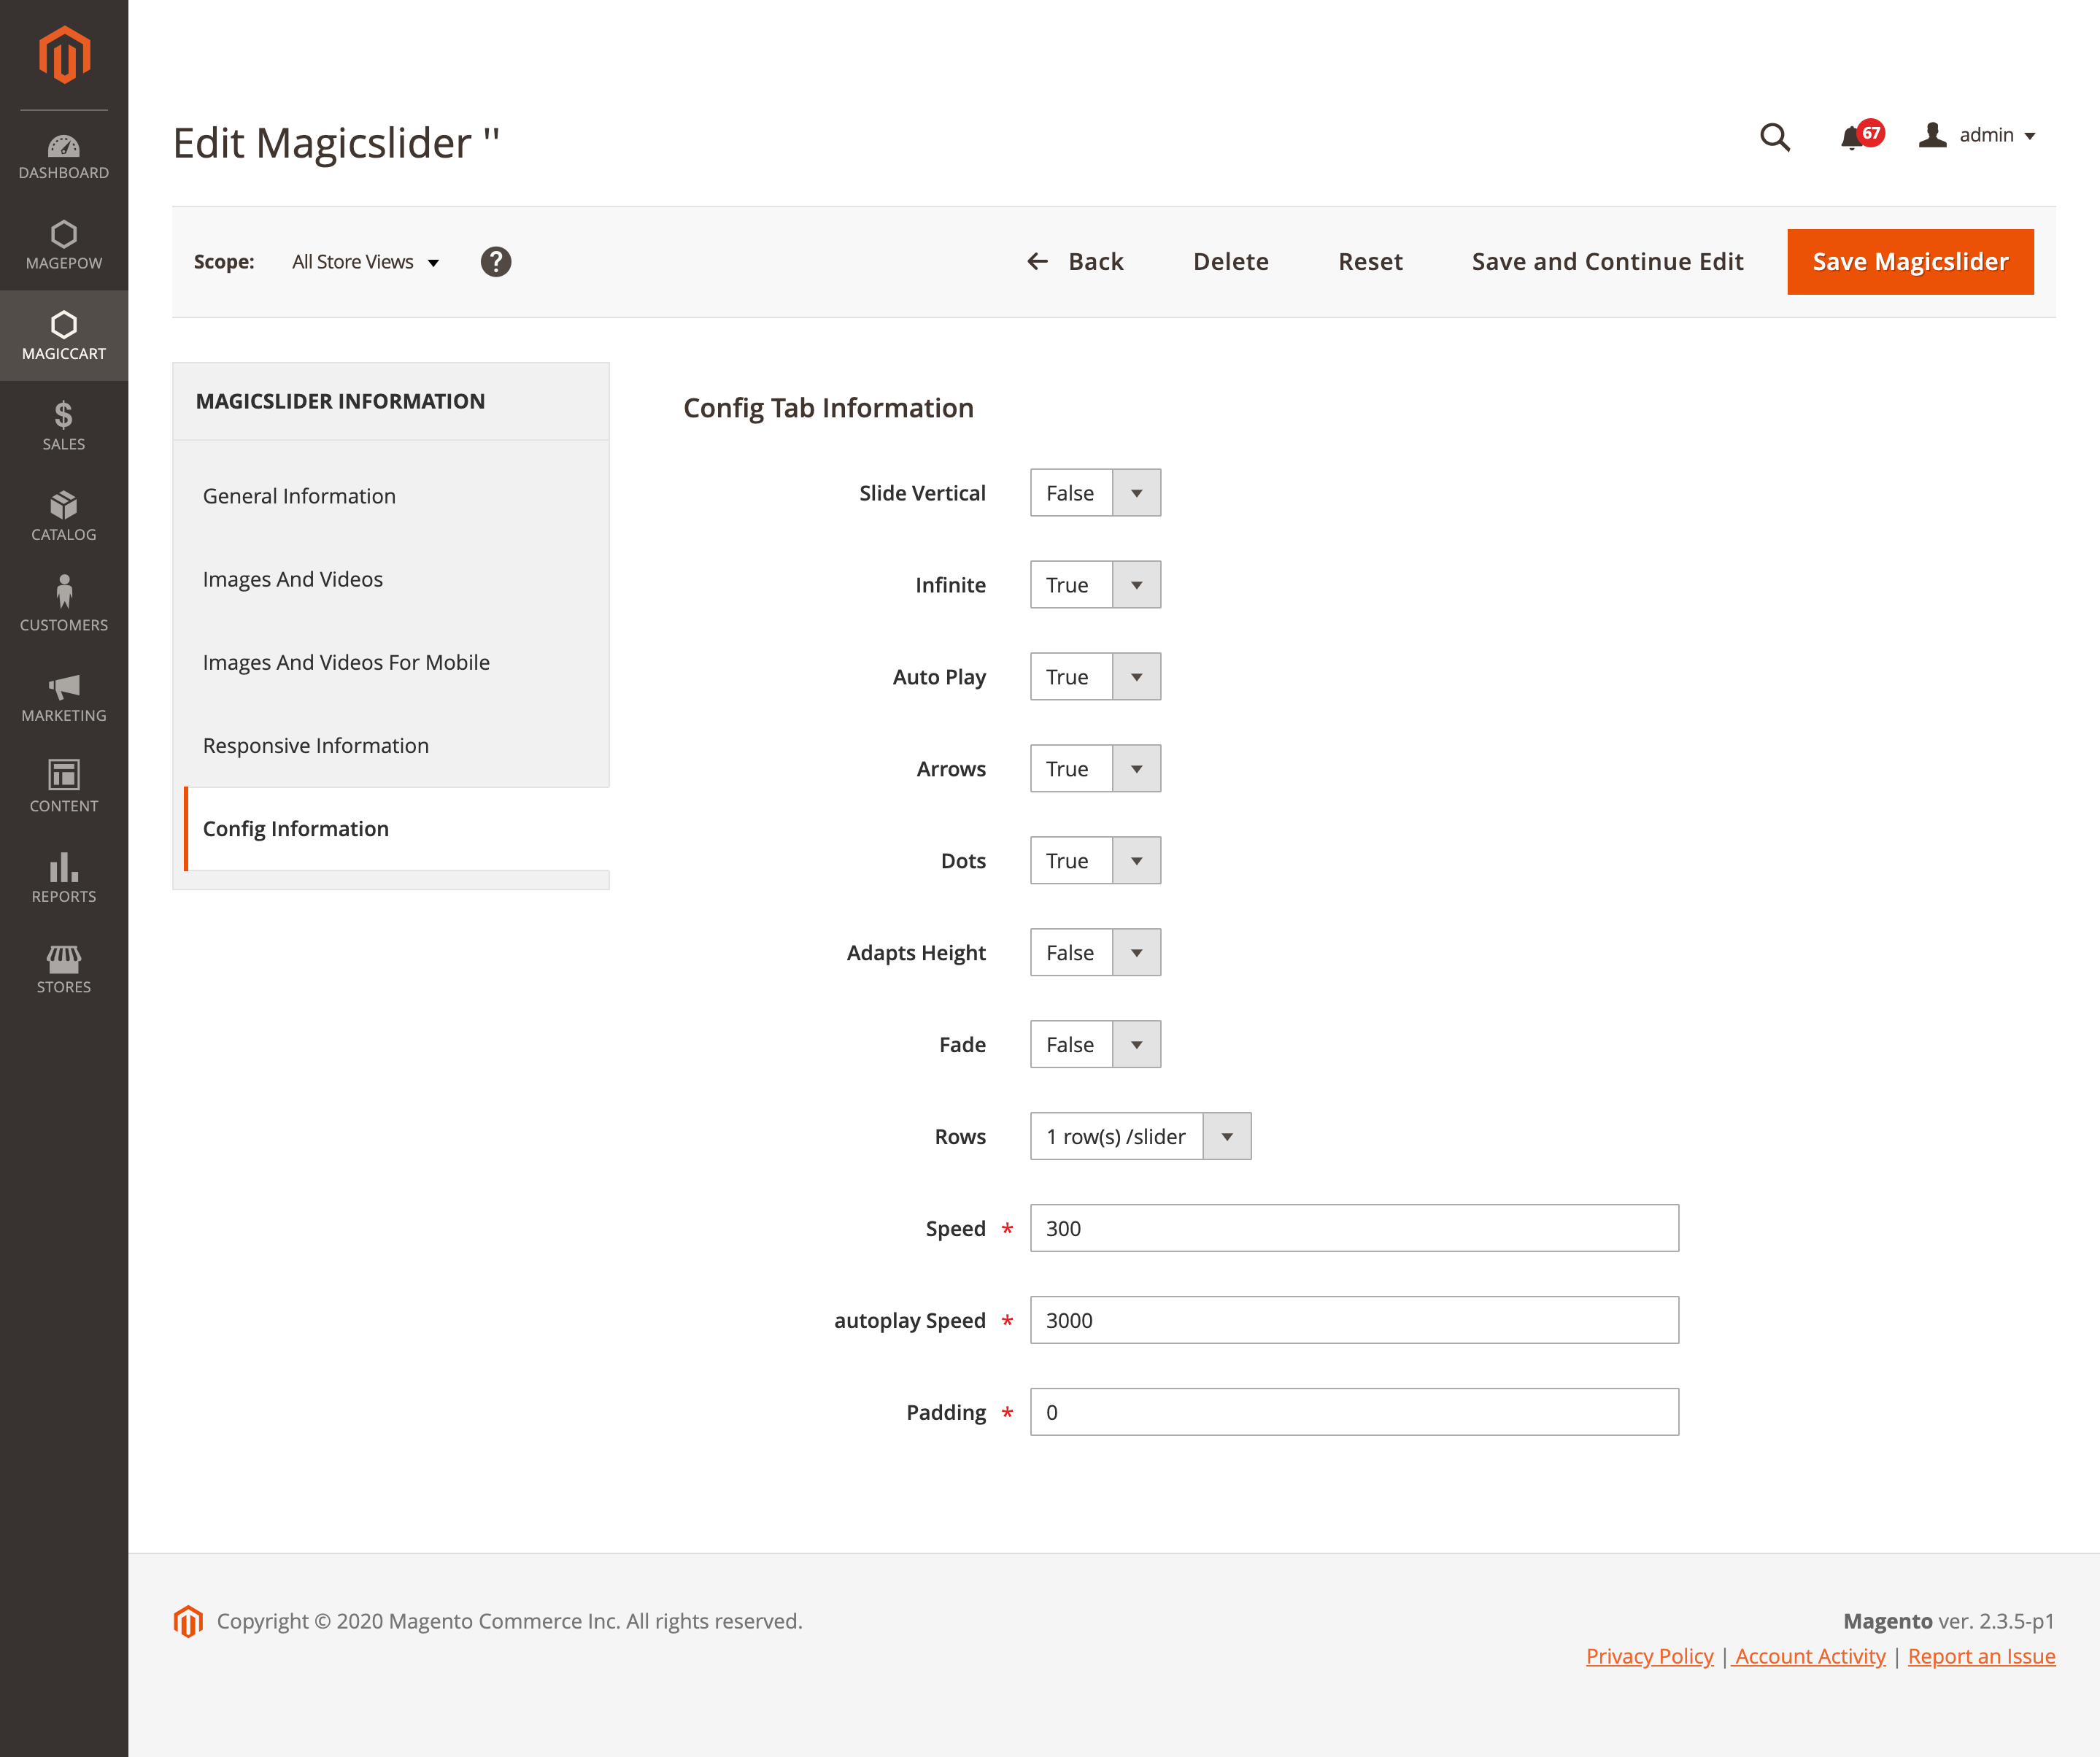 DASHBOARD
MAGEPOW
MAGICCART
SALES
CATALOG
CUSTOMERS
MARKETING
CONTENT
REPORTS
STORES
Edit Magicslider ''
67
admin
Scope: All Store Views ?
Back Delete Reset Save and Continue Edit Save Magicslider
MAGICSLIDER INFORMATION
General Information
Images And Videos
Images And Videos For Mobile
Responsive Information
Config Information
Config Tab Information
Slide Vertical False
Infinite True
Auto Play True
Arrows True
Dots True
Adapts Height False
Fade False
Rows 1 row(s) /slider
Speed * 300
autoplay Speed * 3000
Padding * 0
Copyright © 2020 Magento Commerce Inc. All rights reserved.
Magento ver. 2.3.5-p1
Privacy Policy | Account Activity | Report an Issue